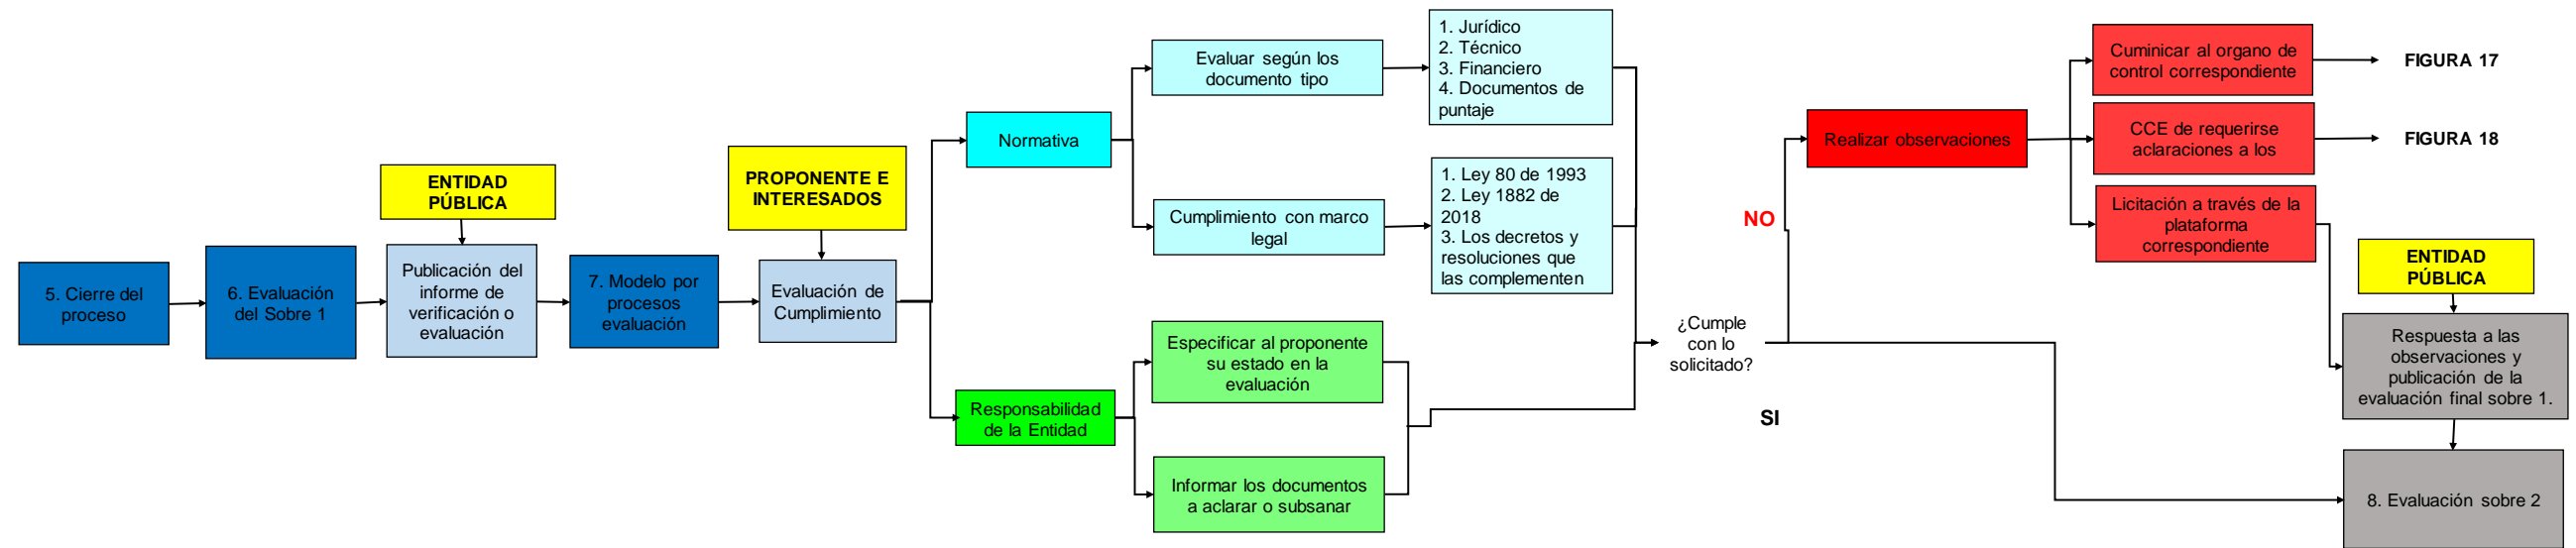 5. Cierre del
proceso
6. Evaluación
del Sobre 1
ENTIDAD
PÚBLICA
Publicación del
informe de
verificación o
evaluación
7. Modelo por
procesos
evaluación
PROPONENTE E
INTERESADOS
Evaluación de
Cumplimiento
Normativa
Evaluar según los
documento tipo
1. Jurídico
2. Técnico
3. Financiero
4. Documentos de
puntaje
Cumplimiento con marco
legal
1. Ley 80 de 1993
2. Ley 1882 de
2018
3. Los decretos y
resoluciones que
las complementen
Responsabilidad
de la Entidad
Especificar al proponente
su estado en la
evaluación
Informar los documentos
a aclarar o subsanar
¿Cumple
con lo
solicitado?
NO
SI
Realizar observaciones
Cuminicar al organo de
control correspondiente
FIGURA 17
CCE de requerirse
aclaraciones a los
FIGURA 18
Licitación a través de la
plataforma
correspondiente
ENTIDAD
PÚBLICA
Respuesta a las
observaciones y
publicación de la
evaluación final sobre 1.
8. Evaluación sobre 2